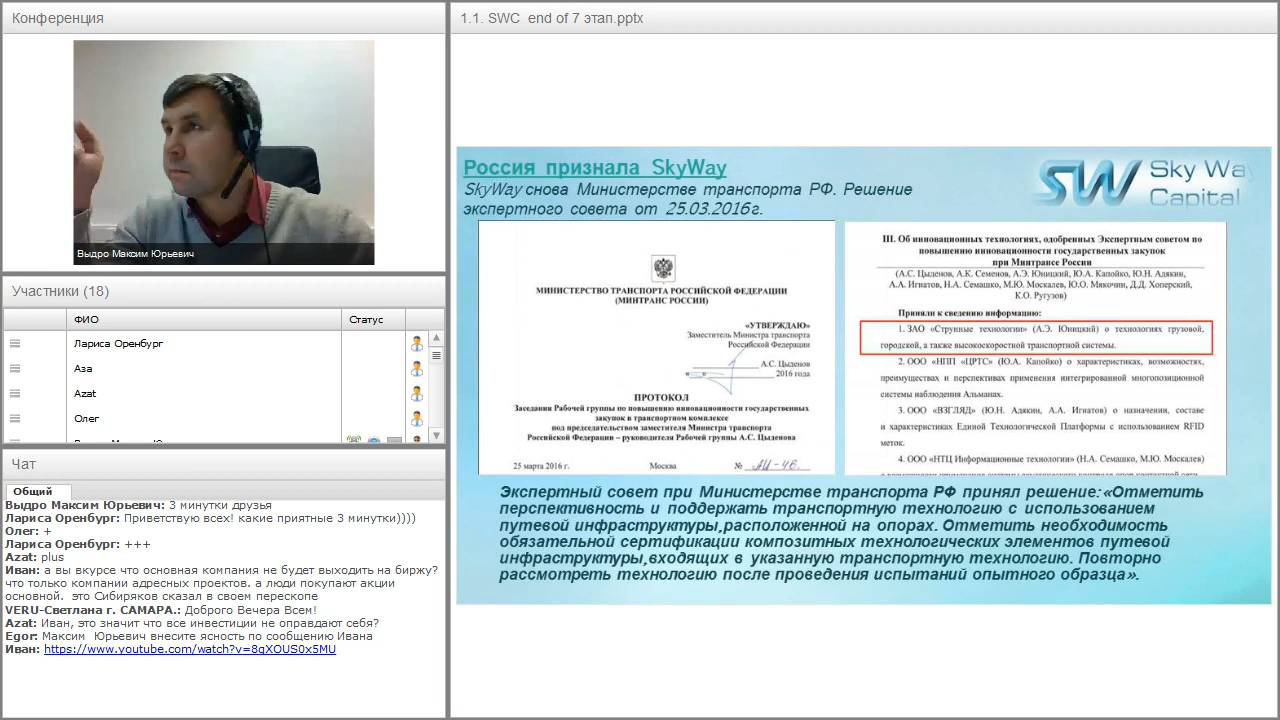 Конференция
Выдро Максим Юрьевич
Участники (18)
ФИО
Статус
Лариса Оренбург
Аза
Azat
Олег
Чат
Общий
Выдро Максим Юрьевич: 3 минутки друзья
Лариса Оренбург: Приветствую всех! какие приятные 3 минутки))))
Олег: +
Лариса Оренбург: +++
Azat: plus
Иван: а вы вкурсе что основная компания не будет выходить на биржу?
что только компании адресных проектов. а люди покупают акции
основной. это Сибиряков сказал в своем перескопе
VERU-Светлана г. САМАРА.: Доброго Вечера Всем!
Azat: Иван, это значит что все инвестиции не оправдают себя?
Egor: Максим Юрьевич внесите ясность по сообщению Ивана
Иван: https://www.youtube.com/watch?v=8qXOUS0x5MU
1.1. SWC end of 7 этап.pptx
Россия признала SkyWay
SkyWay снова Министерстве транспорта РФ. Решение
экспертного совета от 25.03.2016г.
SW Sky Way
Capital
МИНИСТЕРСТВО ТРАНСПОРТА РОССИЙСКОЙ ФЕДЕРАЦИИ
(МИНТРАНС РОССИИ)
«УТВЕРЖДАЮ»
Заместитель Министра транспорта
Российской Федерации
А.С. Цыденов
2016 года
ПРОТОКОЛ
Заседания Рабочей группы по повышению инновационности государственных
закупок в транспортном комплексе
под председательством заместителя Министра транспорта
Российской Федерации – руководителя Рабочей группы А.С. Цыденова
25 марта 2016 г. Москва №
III. Об инновационных технологиях, одобренных Экспертным советом по
повышению инновационности государственных закупок
при Минтрансе России
(А.С. Цыденов, А.К. Семенов, А.Э. Юницкий, Ю.А. Капойко, Ю.Н. Адякин,
А.А. Игнатов, Н.А. Семашко, М.Ю. Москалев, Ю.О. Мякочин, Д.Д. Хоперский,
К.О. Ругузов)
Приняли к сведению информацию:
1. ЗАО «Струнные технологии» (А.Э. Юницкий) о технологиях грузовой,
городской, а также высокоскоростной транспортной системы.
2. ООО «НПП «ЦРТС» (Ю.А. Капойко) о характеристиках, возможностях,
преимуществах и перспективах применения интегрированной многопозиционной
системы наблюдения Альманах.
3. ООО «ВЗГЛЯД» (Ю.Н. Адякин, А.А. Игнатов) о назначении, составе
и характеристиках Единой Технологической Платформы с использованием RFID
меток.
4. ООО «НТЦ Информационные технологии» (Н.А. Семашко, М.Ю. Москалев)
Экспертный совет при Министерстве транспорта РФ принял решение:«Отметить
перспективность и поддержать транспортную технологию с использованием
путевой инфраструктуры,расположенной на опорах. Отметить необходимость
обязательной сертификации композитных технологических элементов путевой
инфраструктуры,входящих в указанную транспортную технологию. Повторно
рассмотреть технологию после проведения испытаний опытного образца».